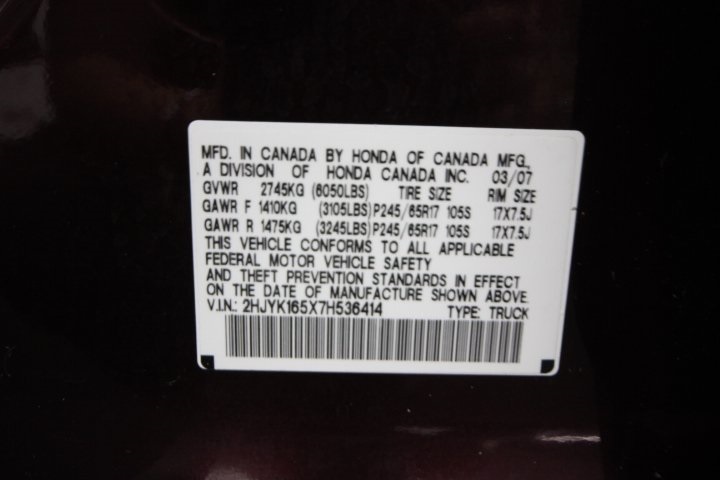 MFD. IN CANADA BY HONDA OF CANADA MFG.,
A DIVISION OF HONDA CANADA INC. 03/07
GVWR 2745KG (6050LBS) TIRE SIZE RIM SIZE
GAWR F 1410KG (3105LBS) P245/65R17 105S 17X7.5J
GAWR R 1475KG (3245LBS) P245/65R17 105S 17X7.5J
THIS VEHICLE CONFORMS TO ALL APPLICABLE
FEDERAL MOTOR VEHICLE SAFETY
AND THEFT PREVENTION STANDARDS IN EFFECT
ON THE DATE OF MANUFACTURE SHOWN ABOVE.
V.I.N.: 2HJYK165X7H536414 TYPE: TRUCK